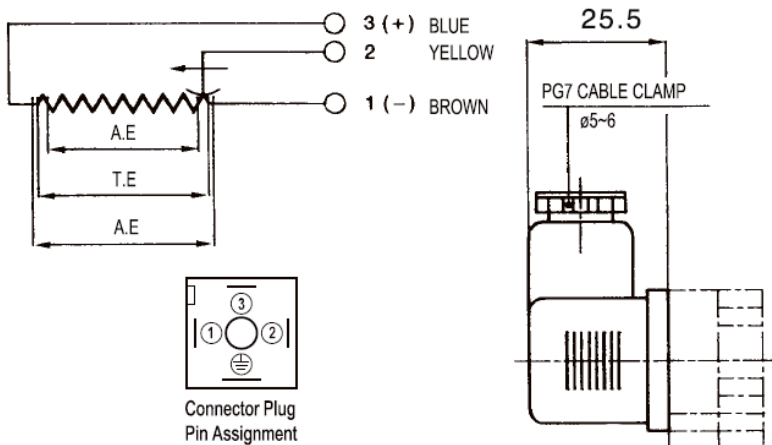 3 (+) BLUE
2 YELLOW
1 (−) BROWN
A.E
T.E
A.E
25.5
PG7 CABLE CLAMP
ø5~6
3
1
2
Connector Plug
Pin Assignment